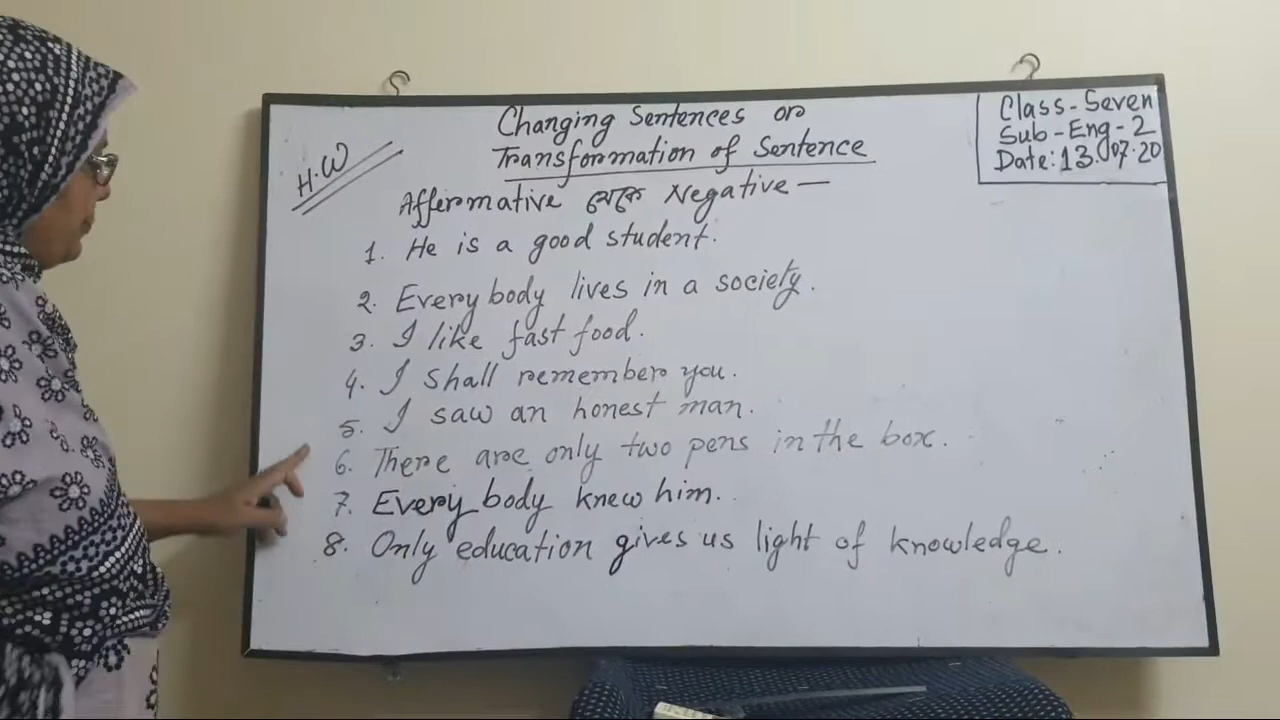 Changing Sentences or
Transformation of Sentence
H.W
Class-Seven
Sub-Eng-2
Date:13.07.20
Affermative থেকে Negative—
1. He is a good student.
2. Every body lives in a society.
3. I like fast food.
4. I shall remember you.
5. I saw an honest man.
6. There are only two pens in the box.
7. Every body knew him.
8. Only education gives us light of knowledge.